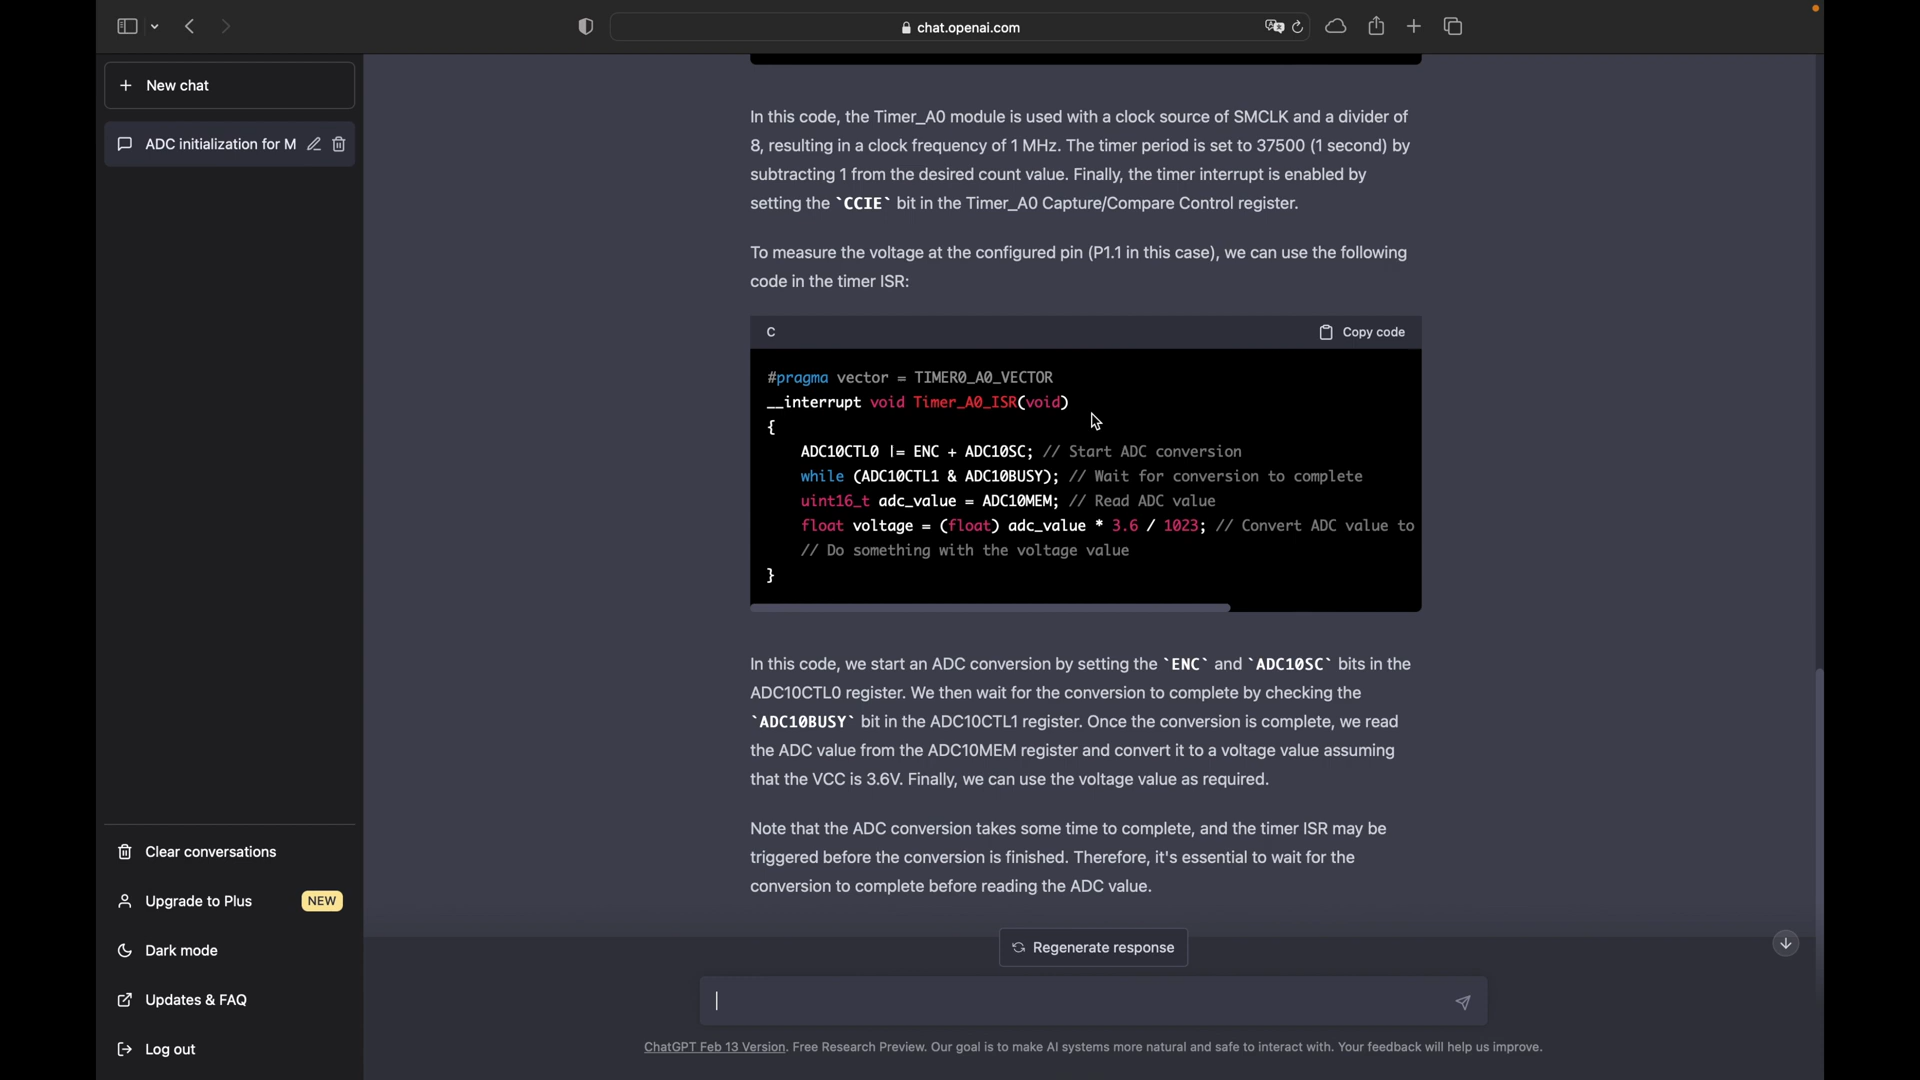 chat.openai.com
New chat
ADC initialization for M
In this code, the Timer_A0 module is used with a clock source of SMCLK and a divider of
8, resulting in a clock frequency of 1 MHz. The timer period is set to 37500 (1 second) by
subtracting 1 from the desired count value. Finally, the timer interrupt is enabled by
setting the `CCIE` bit in the Timer_A0 Capture/Compare Control register.
To measure the voltage at the configured pin (P1.1 in this case), we can use the following
code in the timer ISR:
C Copy code
#pragma vector = TIMER0_A0_VECTOR
__interrupt void Timer_A0_ISR(void)
{
ADC10CTL0 |= ENC + ADC10SC; // Start ADC conversion
while (ADC10CTL1 & ADC10BUSY); // Wait for conversion to complete
uint16_t adc_value = ADC10MEM; // Read ADC value
float voltage = (float) adc_value * 3.6 / 1023; // Convert ADC value to
// Do something with the voltage value
}
In this code, we start an ADC conversion by setting the `ENC` and `ADC10SC` bits in the
ADC10CTL0 register. We then wait for the conversion to complete by checking the
`ADC10BUSY` bit in the ADC10CTL1 register. Once the conversion is complete, we read
the ADC value from the ADC10MEM register and convert it to a voltage value assuming
that the VCC is 3.6V. Finally, we can use the voltage value as required.
Note that the ADC conversion takes some time to complete, and the timer ISR may be
triggered before the conversion is finished. Therefore, it's essential to wait for the
conversion to complete before reading the ADC value.
Clear conversations
Upgrade to Plus NEW
Dark mode
Updates & FAQ
Log out
Regenerate response
ChatGPT Feb 13 Version. Free Research Preview. Our goal is to make AI systems more natural and safe to interact with. Your feedback will help us improve.